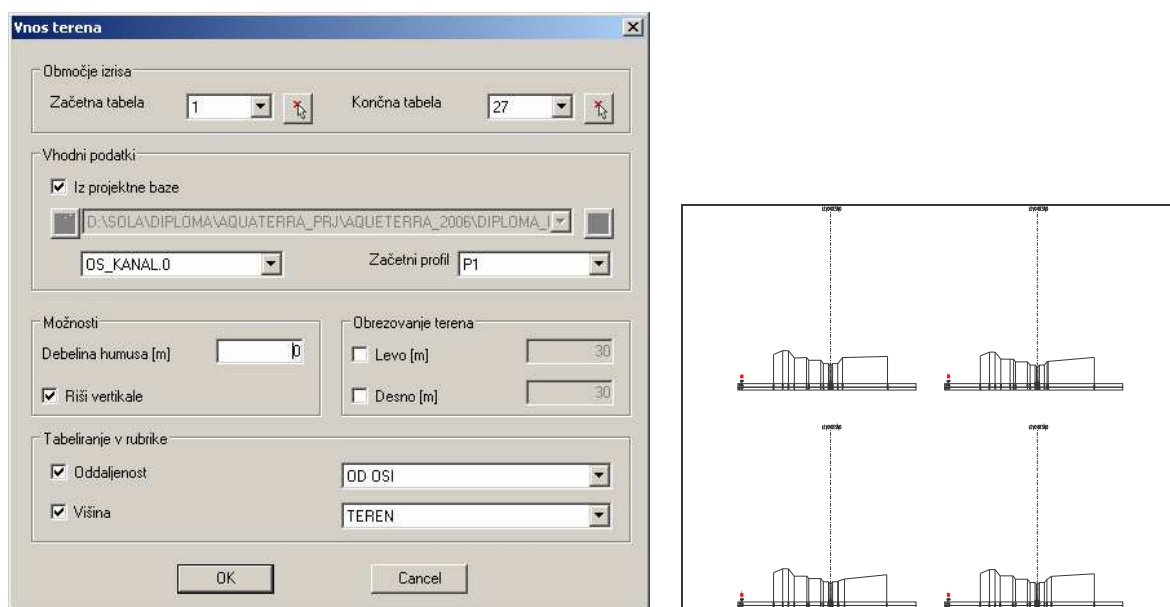 Vnos terena
Območje izrisa
Začetna tabela 1 Končna tabela 27
Vhodni podatki
Iz projektne baze
D:\SOLA\DIPLOMA\AQUATERRA_PRJ\AQUETERRA_2006\DIPLOMA_
OS_KANAL.0 Začetni profil P1
Možnosti
Debelina humusa [m] 0
Riši vertikale
Obrezovanje terena
Levo [m] 30
Desno [m] 30
Tabeliranje v rubrike
Oddaljenost OD OSI
Višina TEREN
OK Cancel